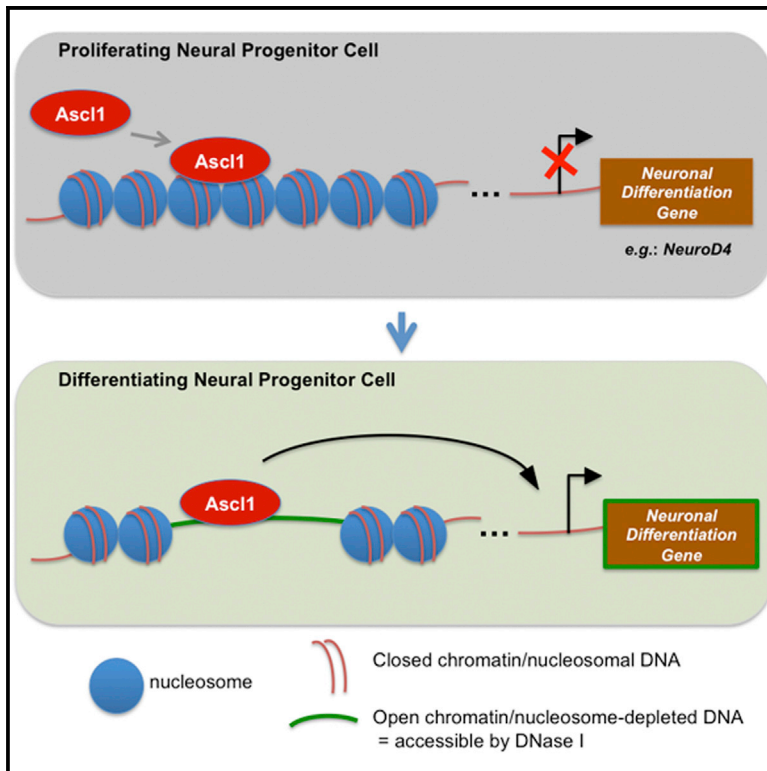 Proliferating Neural Progenitor Cell
Ascl1
Ascl1
...
Neuronal
Differentiation
Gene
e.g.: NeuroD4
Differentiating Neural Progenitor Cell
Ascl1
...
Neuronal
Differentiation
Gene
nucleosome
Closed chromatin/nucleosomal DNA
Open chromatin/nucleosome-depleted DNA
= accessible by DNase I